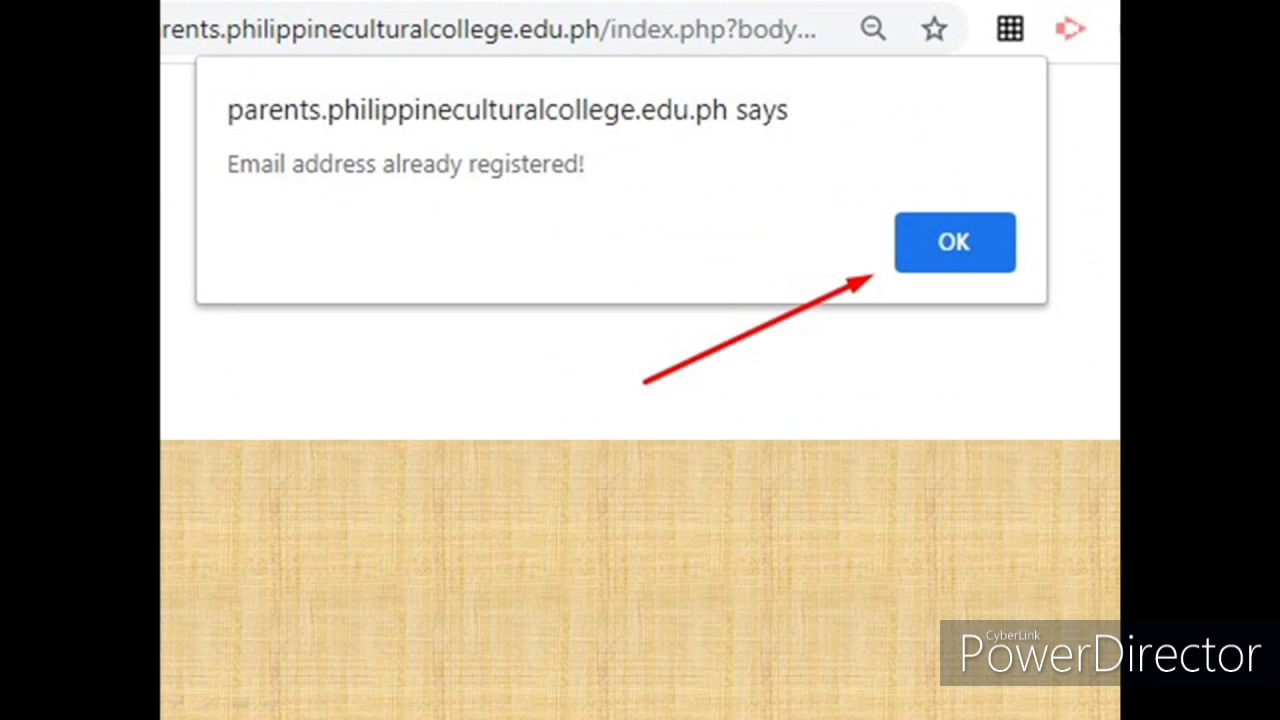 rents.philippineculturalcollege.edu.ph/index.php?body...
parents.philippineculturalcollege.edu.ph says
Email address already registered!
OK
CyberLink
PowerDirector